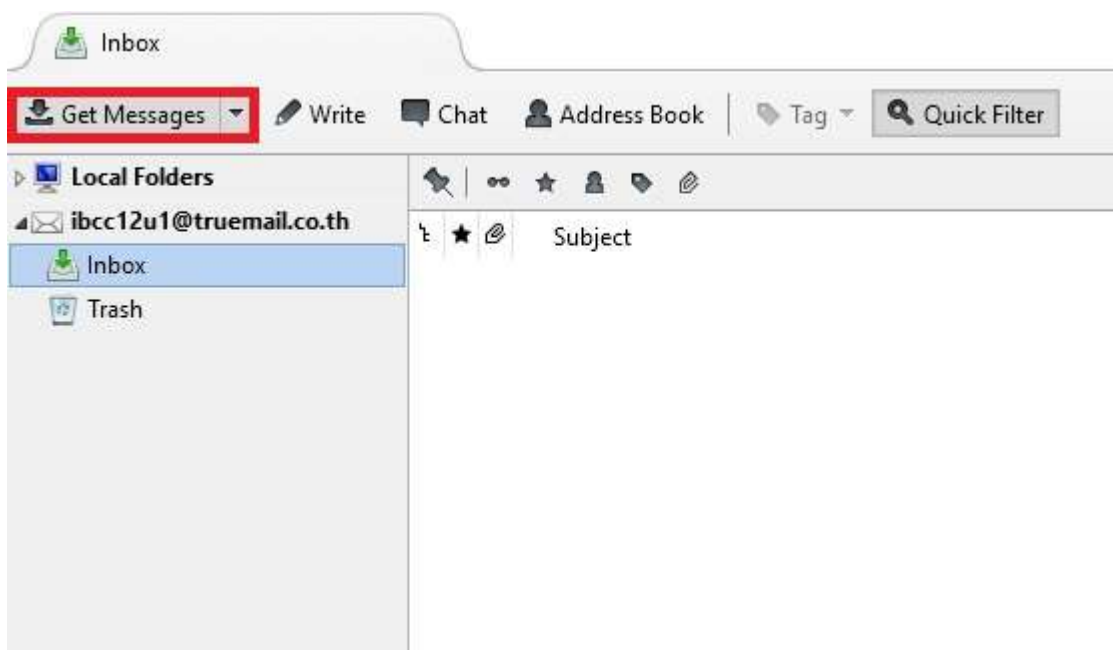 Inbox
Get Messages Write Chat Address Book Tag Quick Filter
Local Folders
ibcc12u1@truemail.co.th
Subject
Inbox
Trash